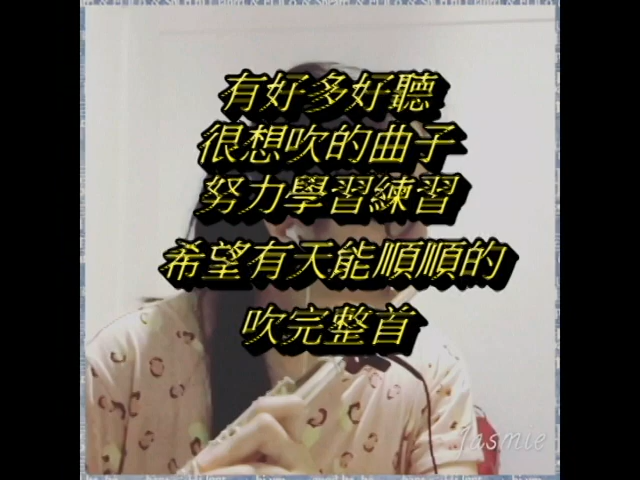 有好多好聽
很想吹的曲子
努力學習練習
希望有天能順順的
吹完整首
Jasmie